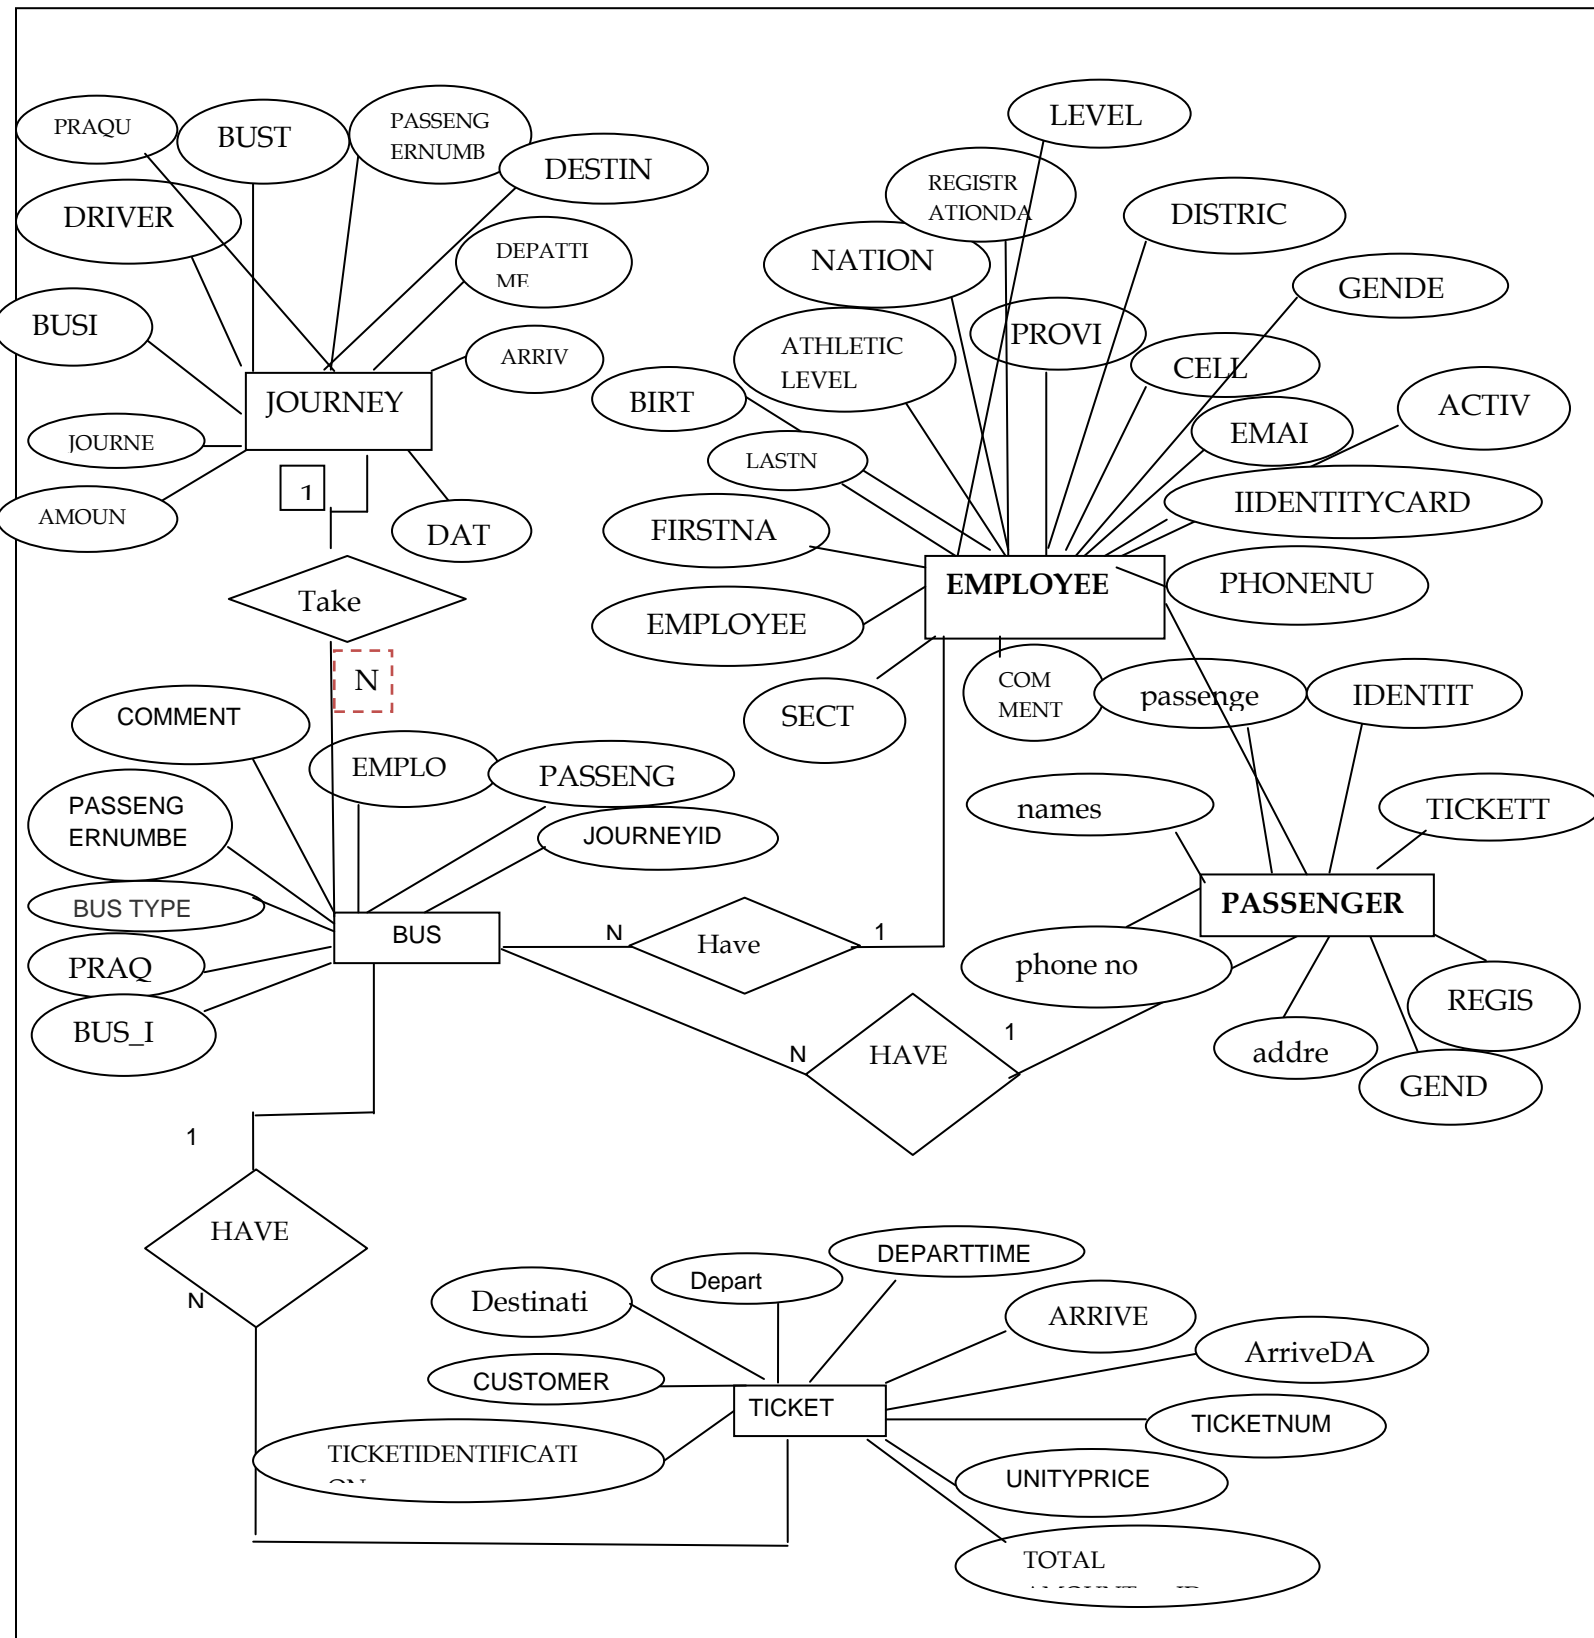 LEVEL
PRAQU
BUST
PASSENG
ERNUMB
DESTIN
REGISTR
ATIONDA
DISTRIC
DRIVER
DEPATTI
ME
NATION
GENDE
BUSI
ARRIV
ATHLETIC
LEVEL
PROVI
CELL
BIRT
ACTIV
JOURNEY
EMAI
JOURNE
LASTN
1
IIDENTITYCARD
AMOUN
DAT
FIRSTNA
Take
EMPLOYEE
PHONENU
EMPLOYEE
N
COM
MENT
passenge
IDENTIT
SECT
COMMENT
EMPLO
PASSENG
names
TICKETT
PASSENG
ERNUMBE
JOURNEYID
BUS TYPE
PASSENGER
BUS
N
Have
1
PRAQ
phone no
REGIS
BUS_I
1
N
HAVE
addre
GEND
1
HAVE
N
DEPARTTIME
Depart
Destinati
ARRIVE
ArriveDA
CUSTOMER
TICKET
TICKETNUM
TICKETIDENTIFICATI
ON
UNITYPRICE
TOTAL